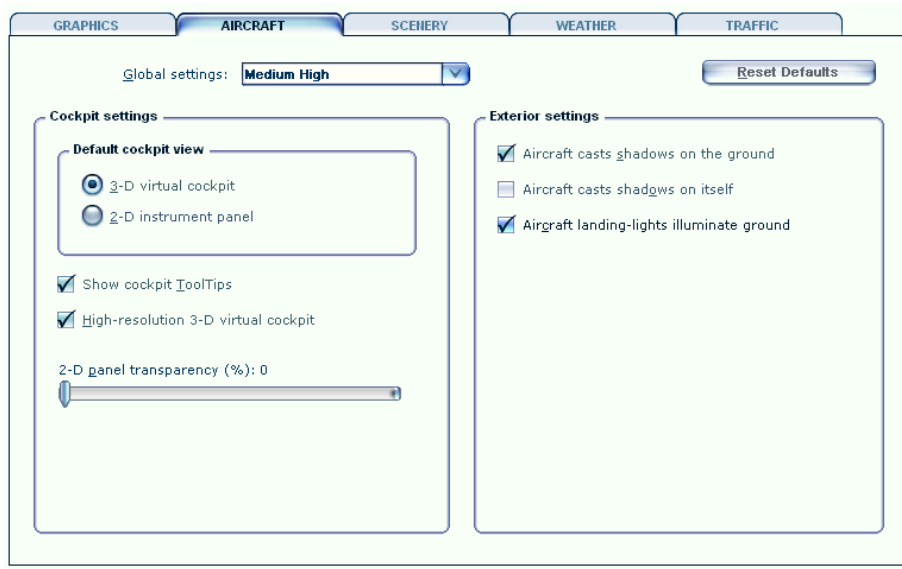 GRAPHICS AIRCRAFT SCENERY WEATHER TRAFFIC
Global settings: Medium High Reset Defaults
Cockpit settings
Default cockpit view
3-D virtual cockpit
2-D instrument panel
Show cockpit ToolTips
High-resolution 3-D virtual cockpit
2-D panel transparency (%): 0
Exterior settings
Aircraft casts shadows on the ground
Aircraft casts shadows on itself
Aircraft landing-lights illuminate ground